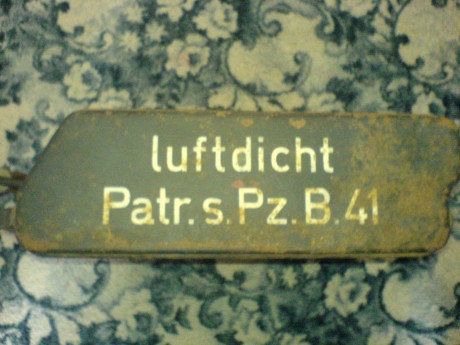 luftdicht
Patr. s. Pz. B. 41